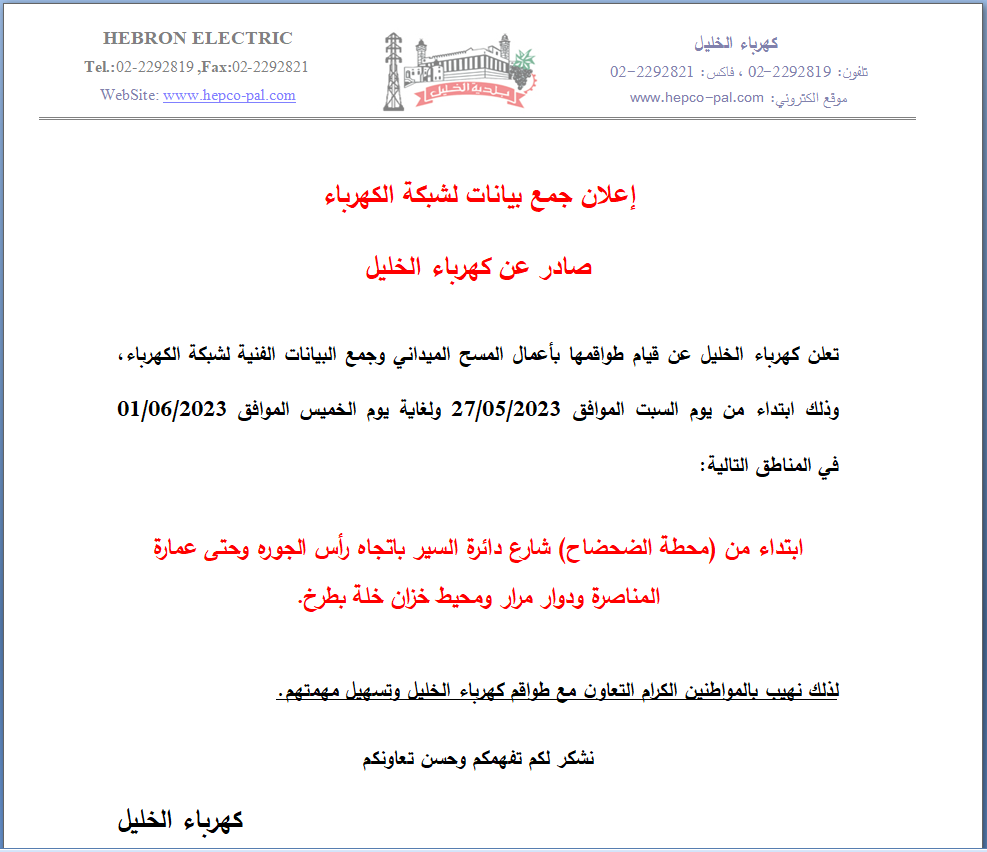 HEBRON ELECTRIC
Tel.:02-2292819 ,Fax:02-2292821
WebSite: www.hepco-pal.com
بلدية الخليل
كهرباء الخليل
تلفون: 2292819-02 ، فاكس: 2292821-02
موقع الكتروني: www.hepco-pal.com
إعلان جمع بيانات لشبكة الكهرباء
صادر عن كهرباء الخليل
تعلن كهرباء الخليل عن قيام طواقمها بأعمال المسح الميداني وجمع البيانات الفنية لشبكة الكهرباء،
وذلك ابتداء من يوم السبت الموافق 27/05/2023 ولغاية يوم الخميس الموافق 01/06/2023
في المناطق التالية:
ابتداء من (محطة الضحضاح) شارع دائرة السير باتجاه رأس الجوره وحتى عمارة
المناصرة ودوار مرار ومحيط خزان خلة بطرخ.
لذلك نهيب بالمواطنين الكرام التعاون مع طواقم كهرباء الخليل وتسهيل مهمتهم.
نشكر لكم تفهمكم وحسن تعاونكم
كهرباء الخليل